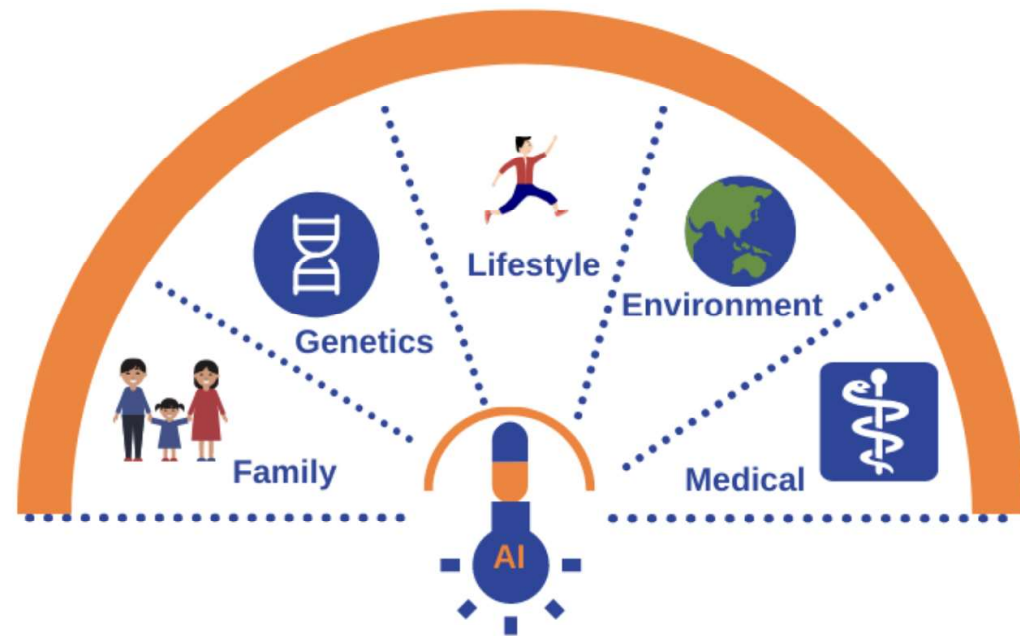 Lifestyle
Environment
Genetics
Family
Medical
AI